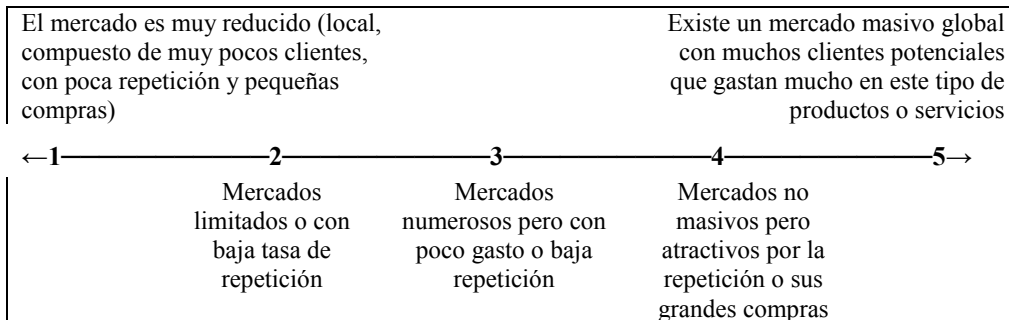 El mercado es muy reducido (local,
compuesto de muy pocos clientes,
con poca repetición y pequeñas
compras)
Existe un mercado masivo global
con muchos clientes potenciales
que gastan mucho en este tipo de
productos o servicios
←1 2 3 4 5→
Mercados
limitados o con
baja tasa de
repetición
Mercados
numerosos pero con
poco gasto o baja
repetición
Mercados no
masivos pero
atractivos por la
repetición o sus
grandes compras